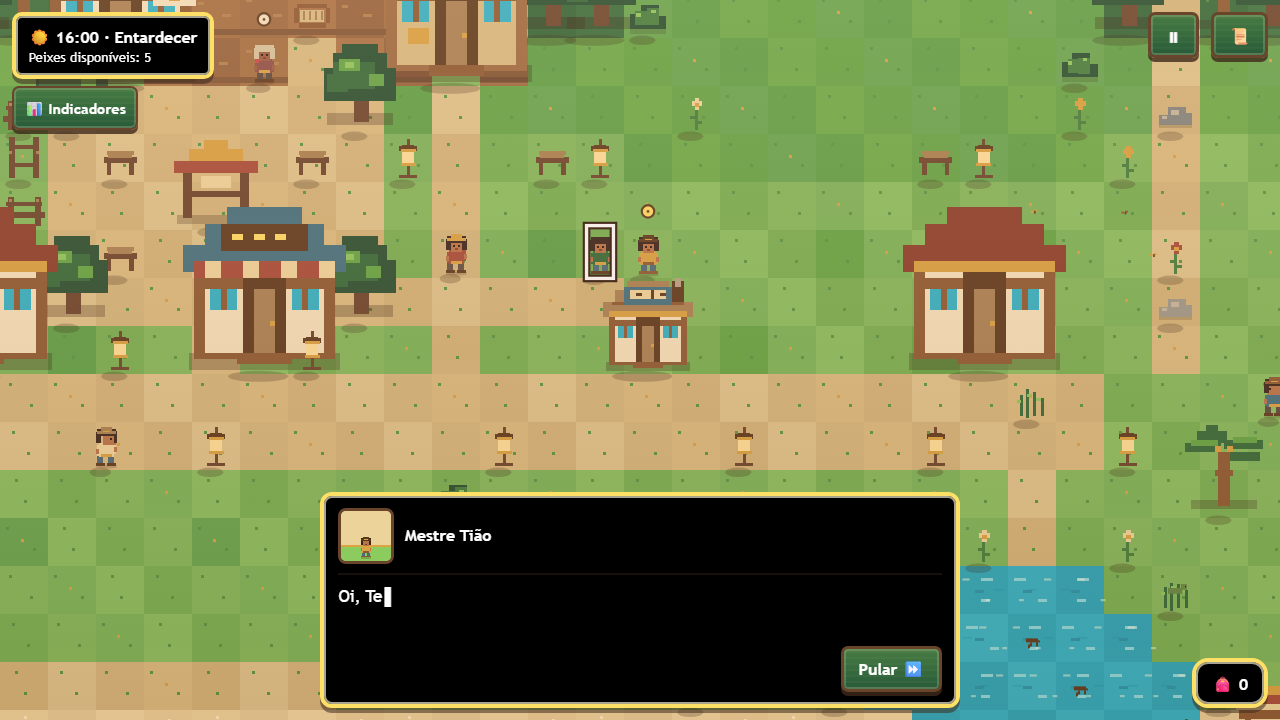 16:00 · Entardecer
Peixes disponíveis: 5
Indicadores
Mestre Tião
Oi, Te
Pular
0